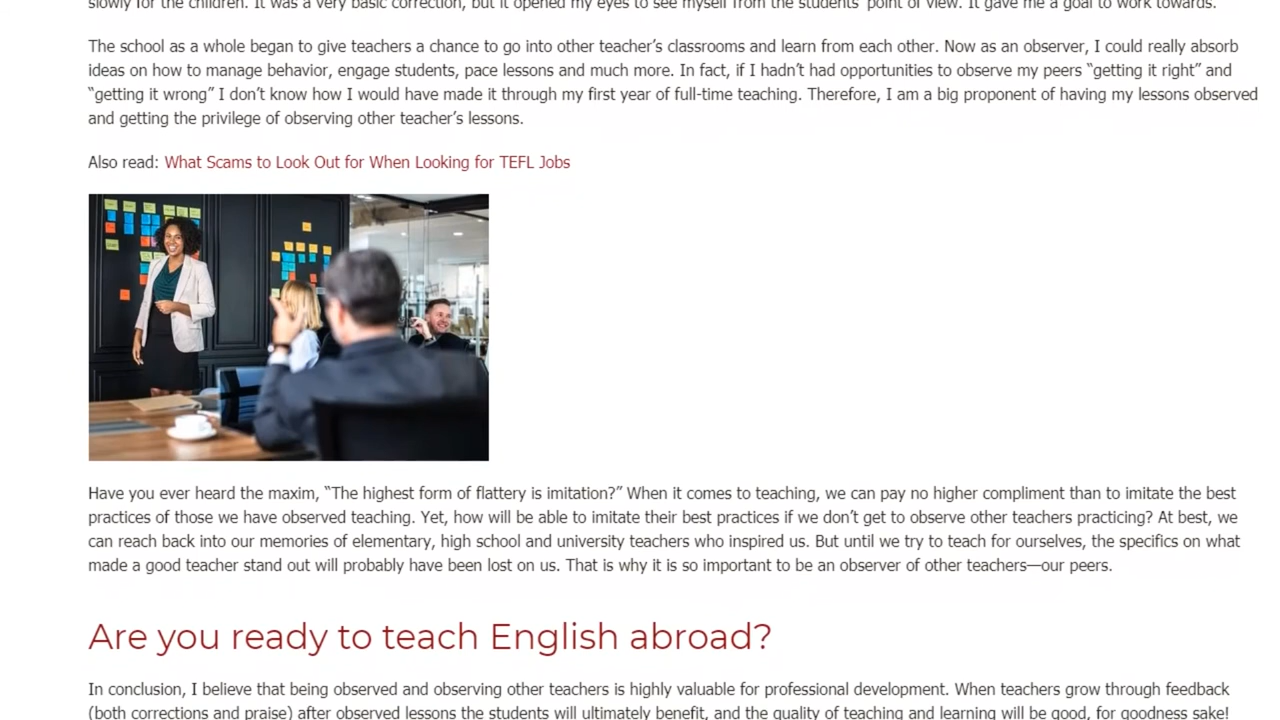 slowly for the children. It was a very basic correction, but it opened my eyes to see myself from the students' point of view. It gave me a goal to work towards.
The school as a whole began to give teachers a chance to go into other teacher’s classrooms and learn from each other. Now as an observer, I could really absorb
ideas on how to manage behavior, engage students, pace lessons and much more. In fact, if I hadn’t had opportunities to observe my peers “getting it right” and
“getting it wrong” I don’t know how I would have made it through my first year of full-time teaching. Therefore, I am a big proponent of having my lessons observed
and getting the privilege of observing other teacher’s lessons.
Also read: What Scams to Look Out for When Looking for TEFL Jobs
Have you ever heard the maxim, “The highest form of flattery is imitation?” When it comes to teaching, we can pay no higher compliment than to imitate the best
practices of those we have observed teaching. Yet, how will be able to imitate their best practices if we don’t get to observe other teachers practicing? At best, we
can reach back into our memories of elementary, high school and university teachers who inspired us. But until we try to teach for ourselves, the specifics on what
made a good teacher stand out will probably have been lost on us. That is why it is so important to be an observer of other teachers—our peers.
Are you ready to teach English abroad?
In conclusion, I believe that being observed and observing other teachers is highly valuable for professional development. When teachers grow through feedback
(both corrections and praise) after observed lessons the students will ultimately benefit, and the quality of teaching and learning will be good, for goodness sake!